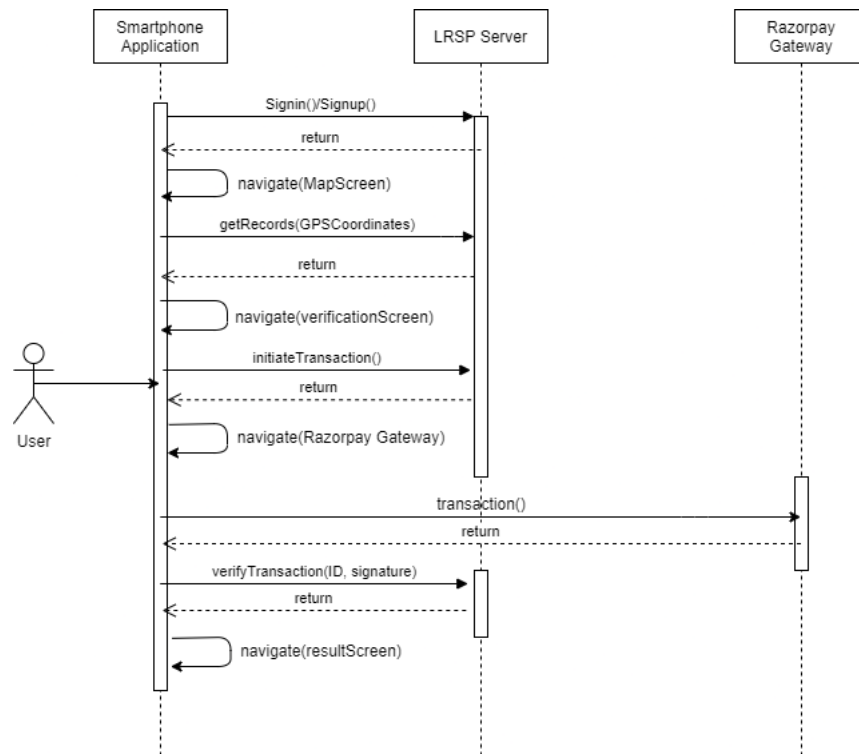 Smartphone
Application
LRSP Server
Razorpay
Gateway
Signin()/Signup()
return
navigate(MapScreen)
getRecords(GPSCoordinates)
return
navigate(verificationScreen)
initiateTransaction()
return
User
navigate(Razorpay Gateway)
transaction()
return
verifyTransaction(ID, signature)
return
navigate(resultScreen)